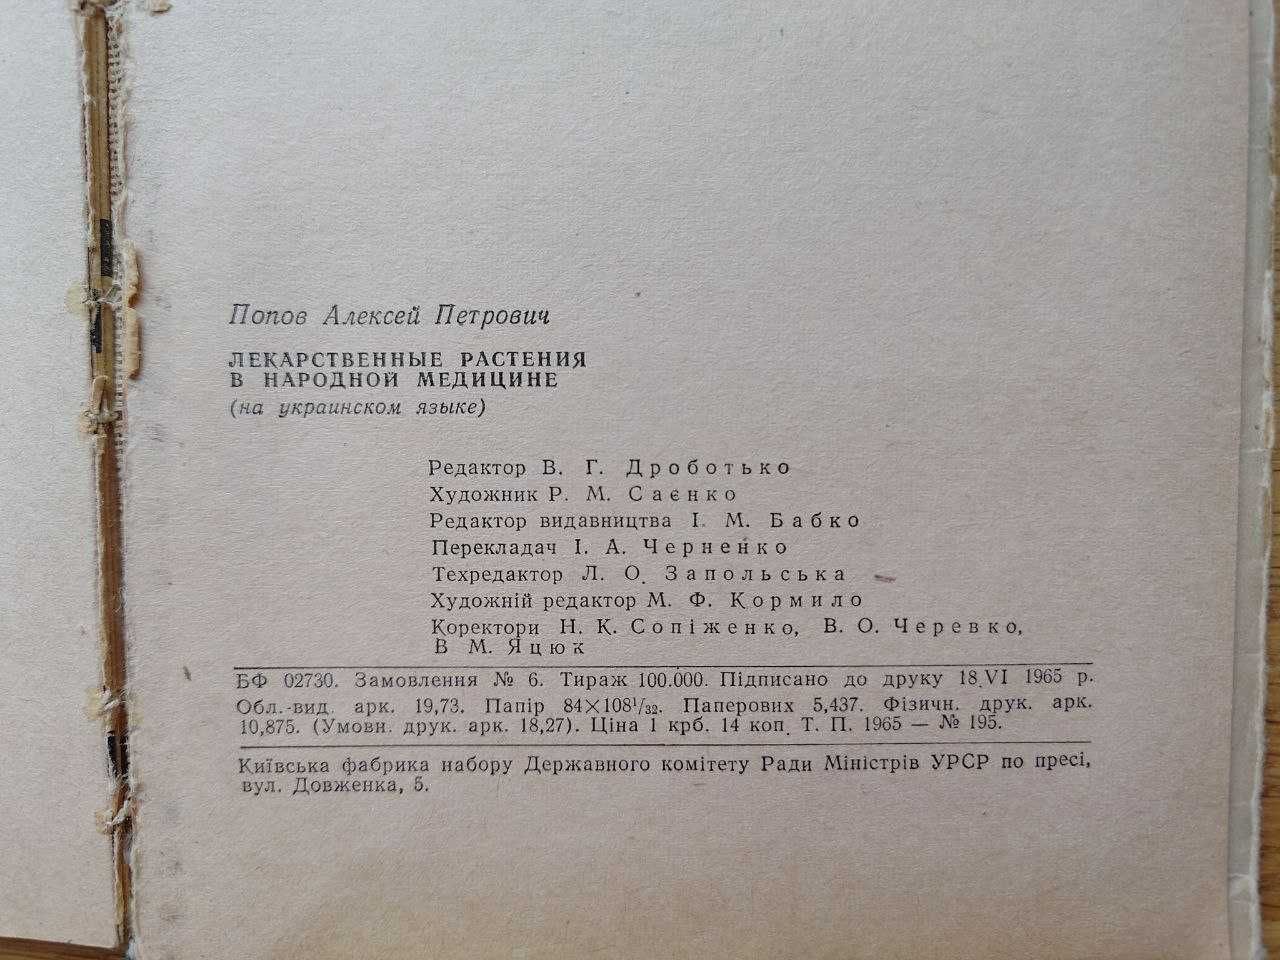 Попов Алексей Петрович
ЛЕКАРСТВЕННЫЕ РАСТЕНИЯ
В НАРОДНОЙ МЕДИЦИНЕ
(на украинском языке)
Редактор В. Г. Дроботько
Художник Р. М. Саєнко
Редактор видавництва І. М. Бабко
Перекладач І. А. Черненко
Техредактор Л. О. Запольська
Художній редактор М. Ф. Кормило
Коректори Н. К. Сопіженко, В. О. Черевко,
В М. Яцюк
БФ 02730. Замовлення № 6. Тираж 100.000. Підписано до друку 18.VI 1965 р.
Обл.-вид. арк. 19,73. Папір 84×108¹/₃₂. Паперових 5,437. Фізичн. друк. арк.
10,875. (Умовн. друк. арк. 18,27). Ціна 1 крб. 14 коп. Т. П. 1965 — № 195.
Київська фабрика набору Державного комітету Ради Міністрів УРСР по пресі,
вул. Довженка, 5.